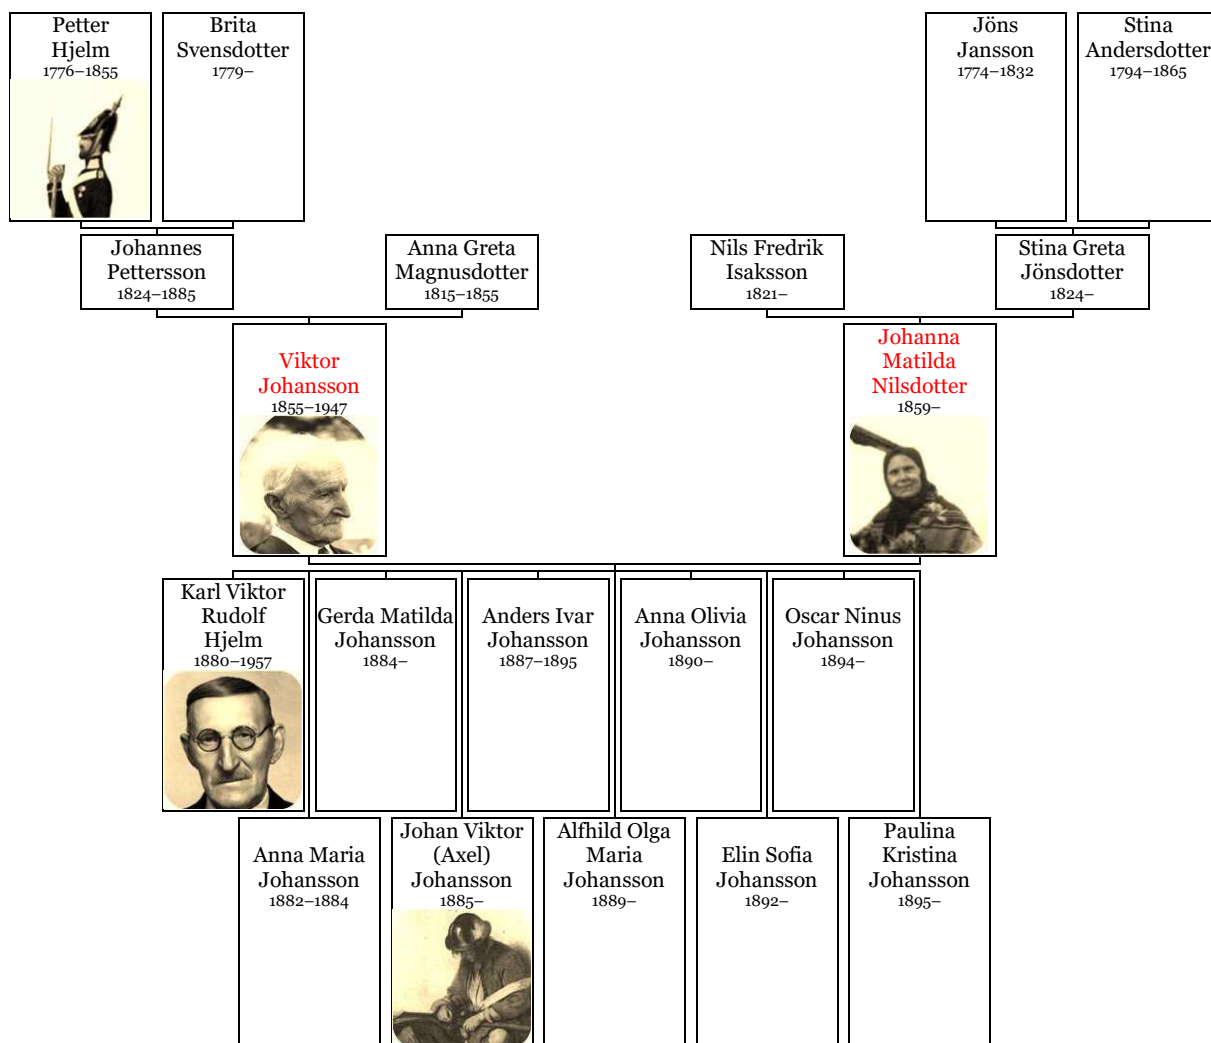 Petter
Hjelm
1776–1855
Brita
Svensdotter
1779–
Jöns
Jansson
1774–1832
Stina
Andersdotter
1794–1865
Johannes
Pettersson
1824–1885
Anna Greta
Magnusdotter
1815–1855
Nils Fredrik
Isaksson
1821–
Stina Greta
Jönsdotter
1824–
Viktor
Johansson
1855–1947
Johanna
Matilda
Nilsdotter
1859–
Karl Viktor
Rudolf
Hjelm
1880–1957
Gerda Matilda
Johansson
1884–
Anders Ivar
Johansson
1887–1895
Anna Olivia
Johansson
1890–
Oscar Ninus
Johansson
1894–
Anna Maria
Johansson
1882–1884
Johan Viktor
(Axel)
Johansson
1885–
Alfhild Olga
Maria
Johansson
1889–
Elin Sofia
Johansson
1892–
Paulina
Kristina
Johansson
1895–